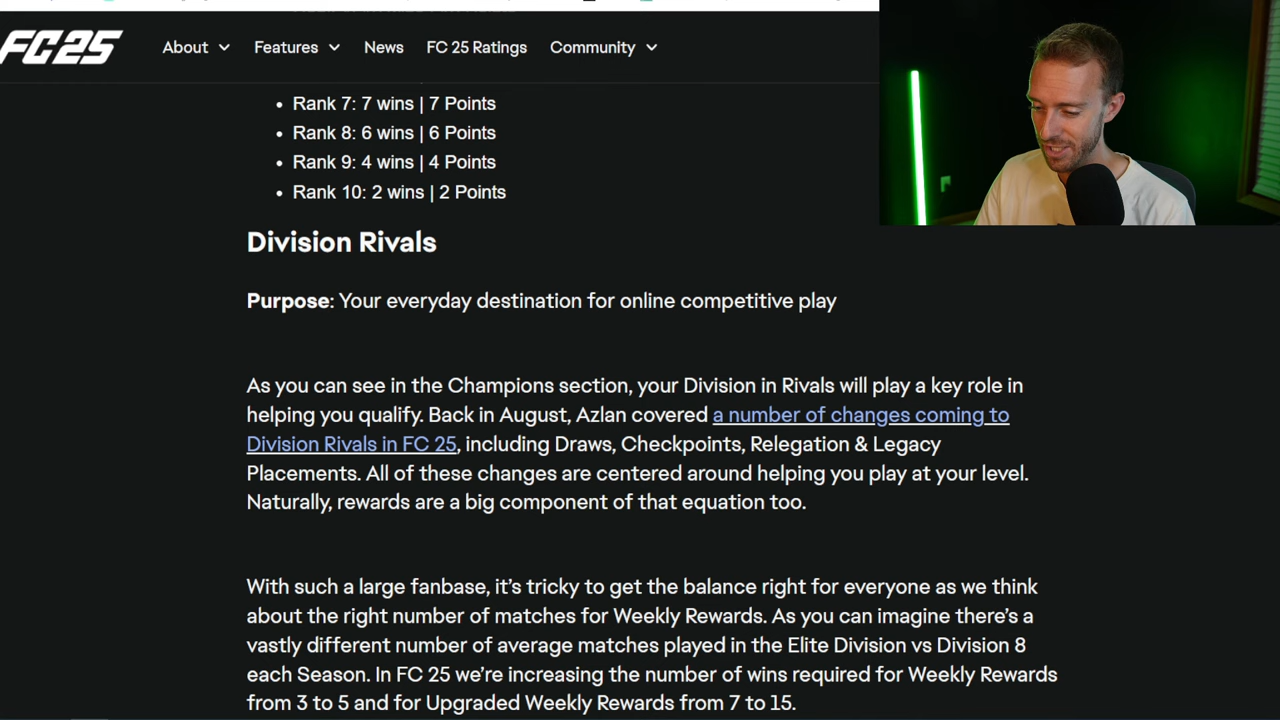 FC 25
About
Features
News
FC 25 Ratings
Community
• Rank 7: 7 wins | 7 Points
• Rank 8: 6 wins | 6 Points
• Rank 9: 4 wins | 4 Points
• Rank 10: 2 wins | 2 Points
Division Rivals
Purpose: Your everyday destination for online competitive play
As you can see in the Champions section, your Division in Rivals will play a key role in
helping you qualify. Back in August, Azlan covered a number of changes coming to
Division Rivals in FC 25, including Draws, Checkpoints, Relegation & Legacy
Placements. All of these changes are centered around helping you play at your level.
Naturally, rewards are a big component of that equation too.
With such a large fanbase, it’s tricky to get the balance right for everyone as we think
about the right number of matches for Weekly Rewards. As you can imagine there’s a
vastly different number of average matches played in the Elite Division vs Division 8
each Season. In FC 25 we’re increasing the number of wins required for Weekly Rewards
from 3 to 5 and for Upgraded Weekly Rewards from 7 to 15.